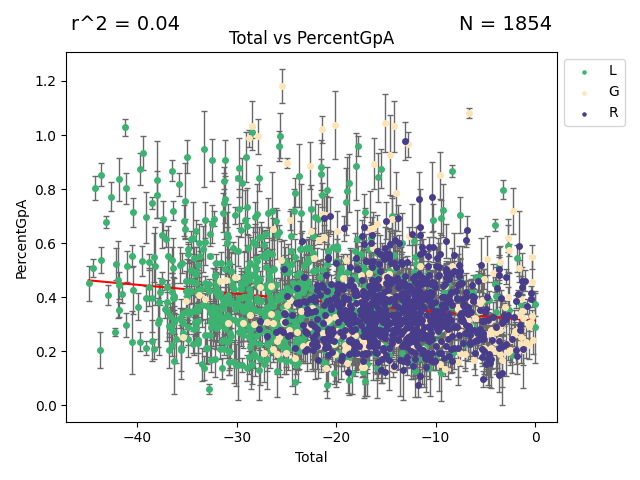 r^2 = 0.04 N = 1854
Total vs PercentGpA
L
G
R
1.2
1.0
0.8
0.6
0.4
0.2
0.0
PercentGpA
−40 −30 −20 −10 0
Total